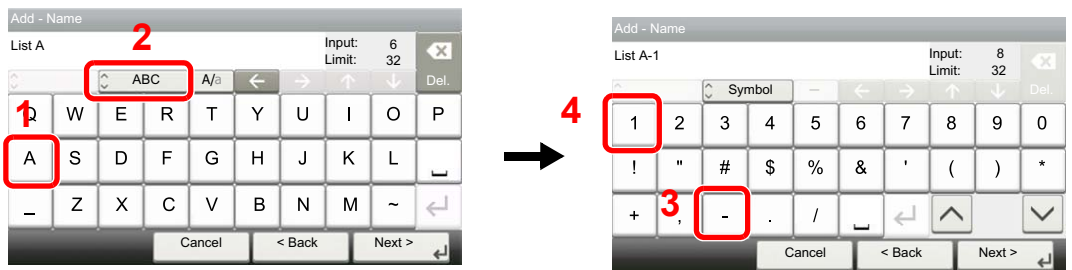 Add - Name
List A
2
Input: 6
Limit: 32
ABC
A/a
Del.
1
Q W E R T Y U I O P
A S D F G H J K L
_ Z X C V B N M ~
Cancel
< Back
Next >
Add - Name
List A-1
Input: 8
Limit: 32
Symbol
Del.
4
1 2 3 4 5 6 7 8 9 0
! " # $ % & ' ( ) *
3
+ , - . /
Cancel
< Back
Next >